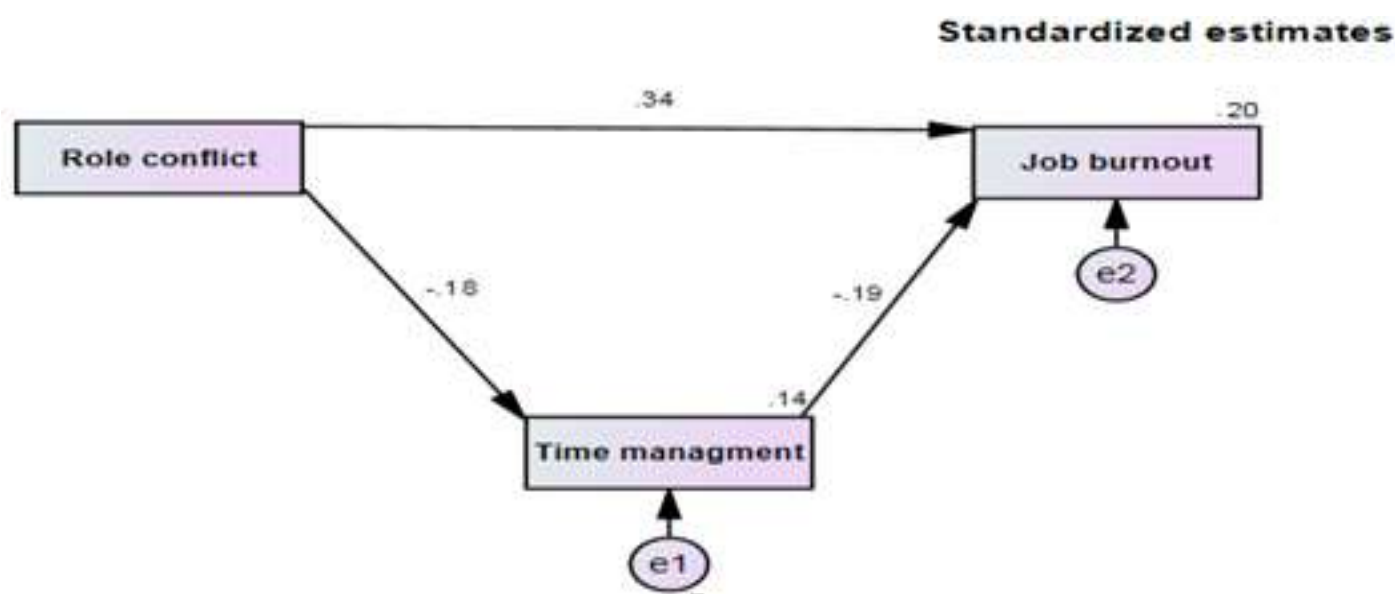 Standardized estimates
.34
.20
Role conflict
Job burnout
e2
-.18
-.19
.14
Time managment
e1